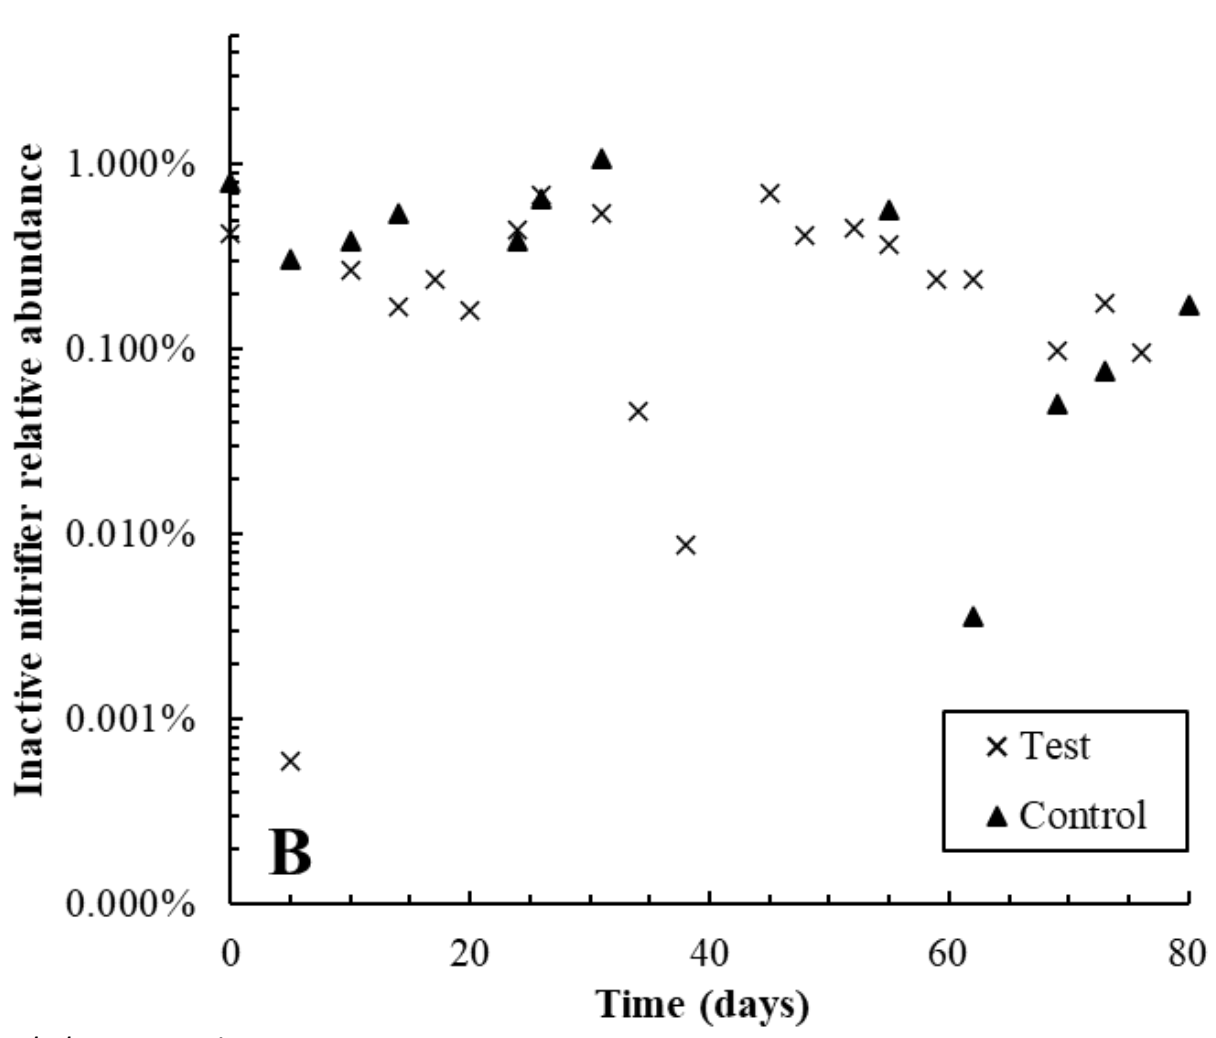 Inactive nitrifier relative abundance
1.000%
0.100%
0.010%
0.001%
0.000%
B
Test
Control
0 20 40 60 80
Time (days)